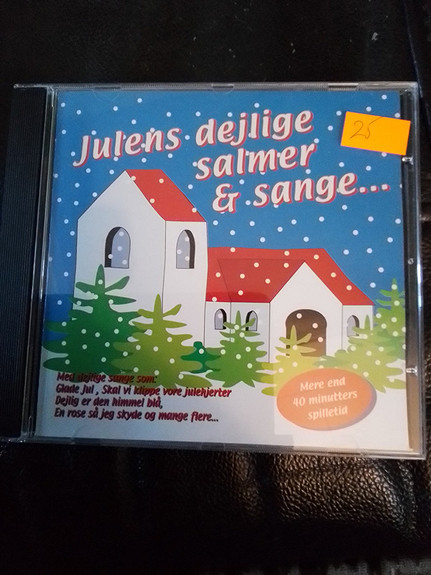 Julens dejlige
salmer
& sange...
25
Med dejlige sange som:
Glade jul, Skal vi klippe vore julehjerter
Dejlig er den himmel blå,
En rose så jeg skyde og mange flere...
Mere end
40 minutters
spilletid